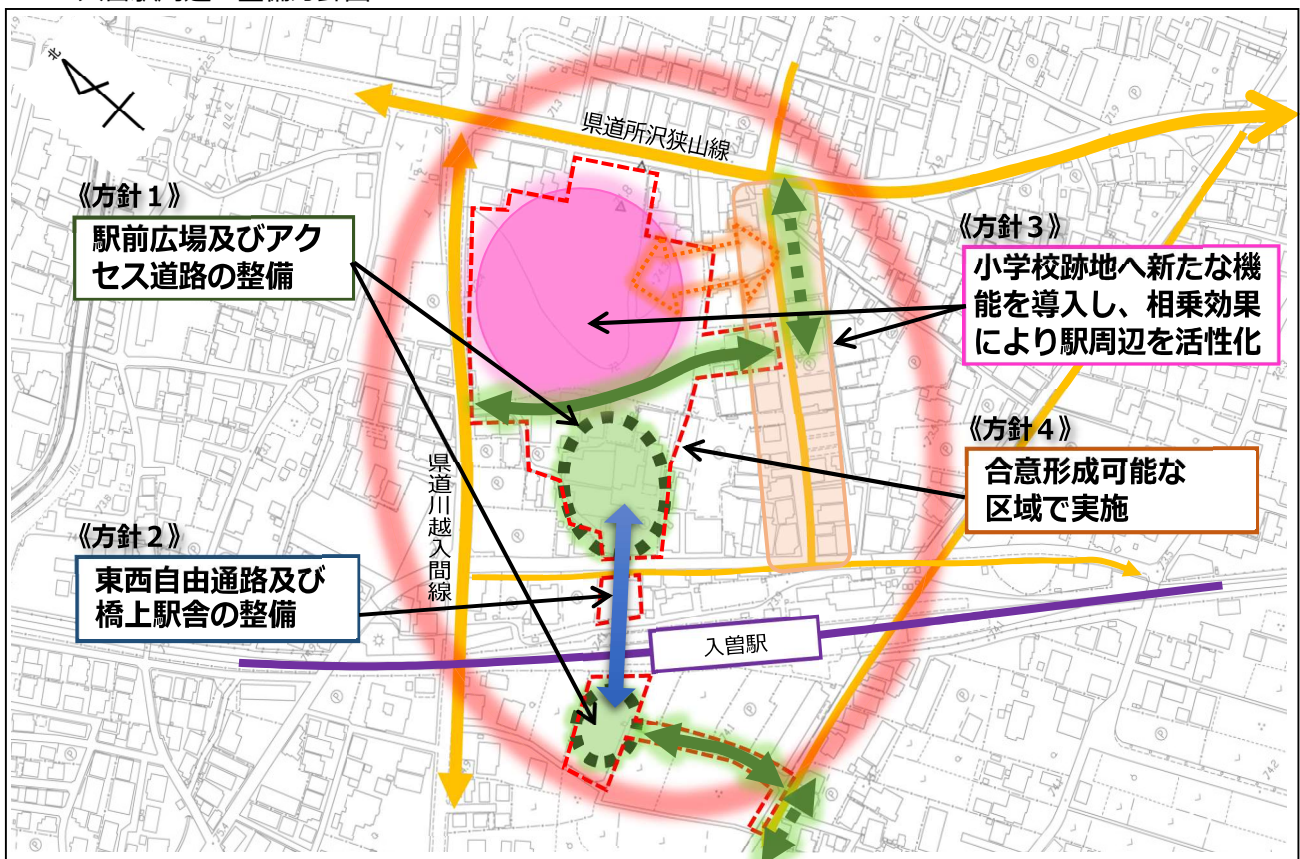 北
県道所沢狭山線
《方針１》
駅前広場及びアク
セス道路の整備
《方針３》
小学校跡地へ新たな機
能を導入し、相乗効果
により駅周辺を活性化
《方針４》
合意形成可能な
区域で実施
県道川越入間線
《方針２》
東西自由通路及び
橋上駅舎の整備
入曽駅